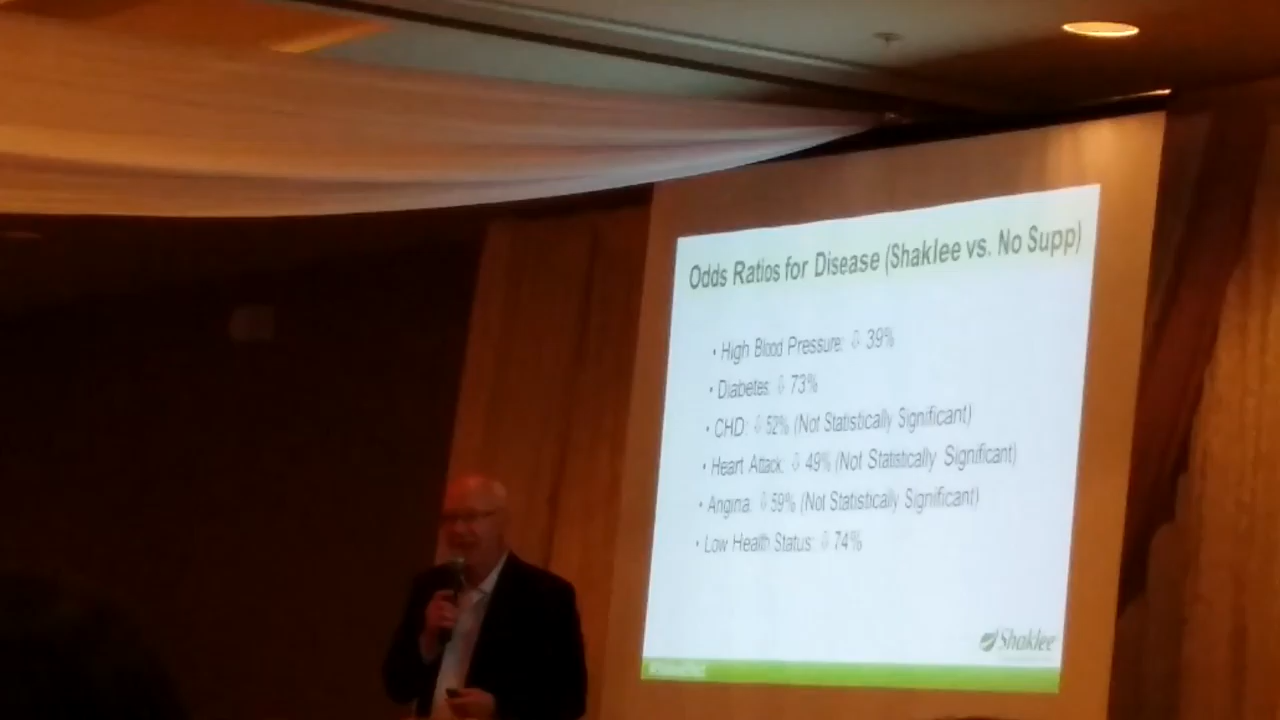 Odds Ratios for Disease (Shaklee vs. No Supp)
• High Blood Pressure: ⇩ 39%
• Diabetes: ⇩ 73%
• CHD: ⇩ 52% (Not Statistically Significant)
• Heart Attack: ⇩ 49% (Not Statistically Significant)
• Angina: ⇩ 59% (Not Statistically Significant)
• Low Health Status: ⇩ 74%
Shaklee